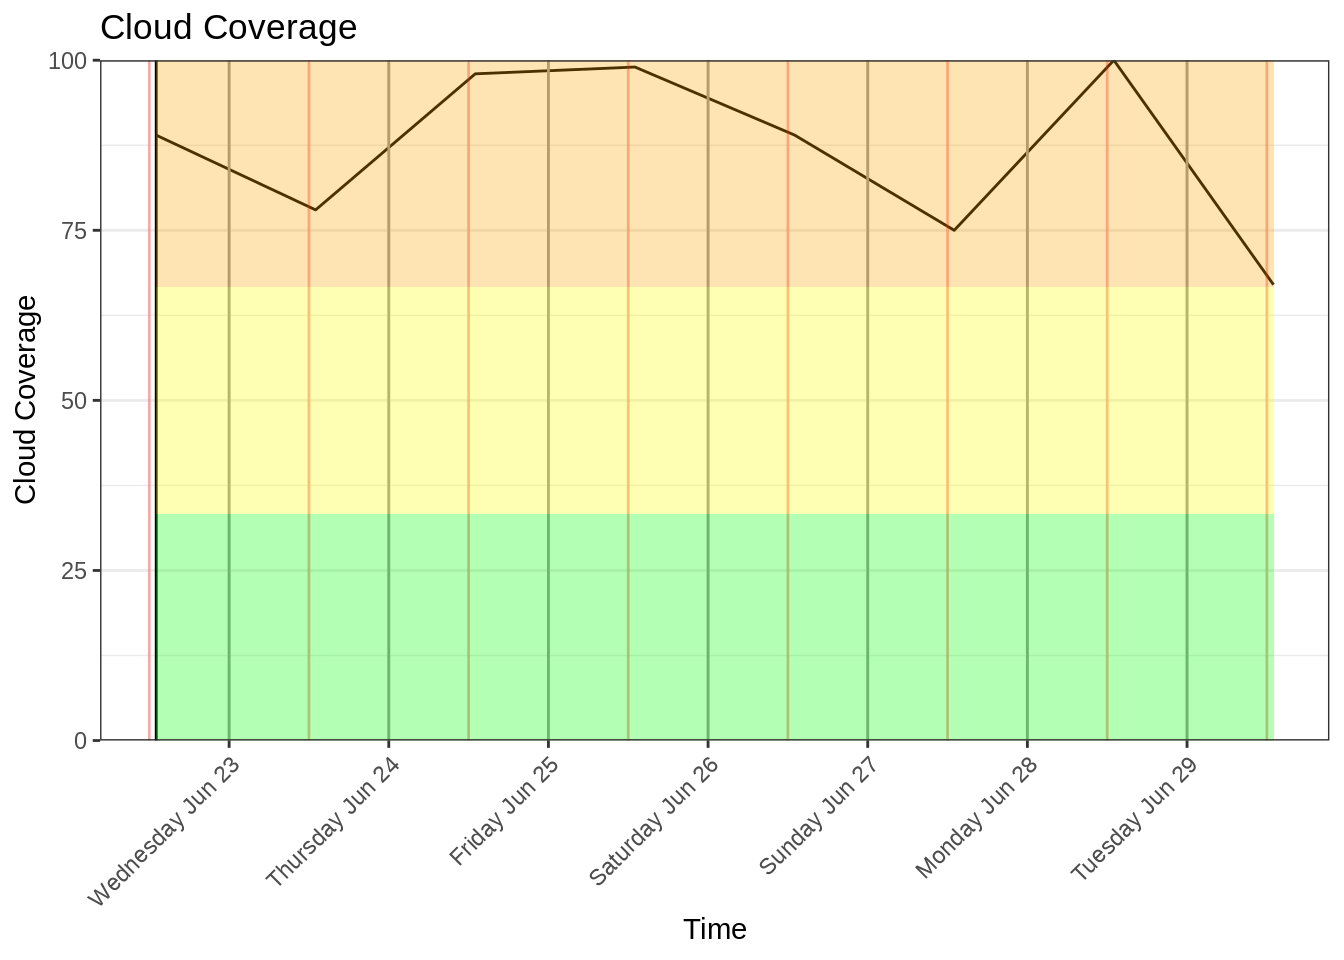 Cloud Coverage
Cloud Coverage
100
75
50
25
0
Wednesday Jun 23
Thursday Jun 24
Friday Jun 25
Saturday Jun 26
Sunday Jun 27
Monday Jun 28
Tuesday Jun 29
Time